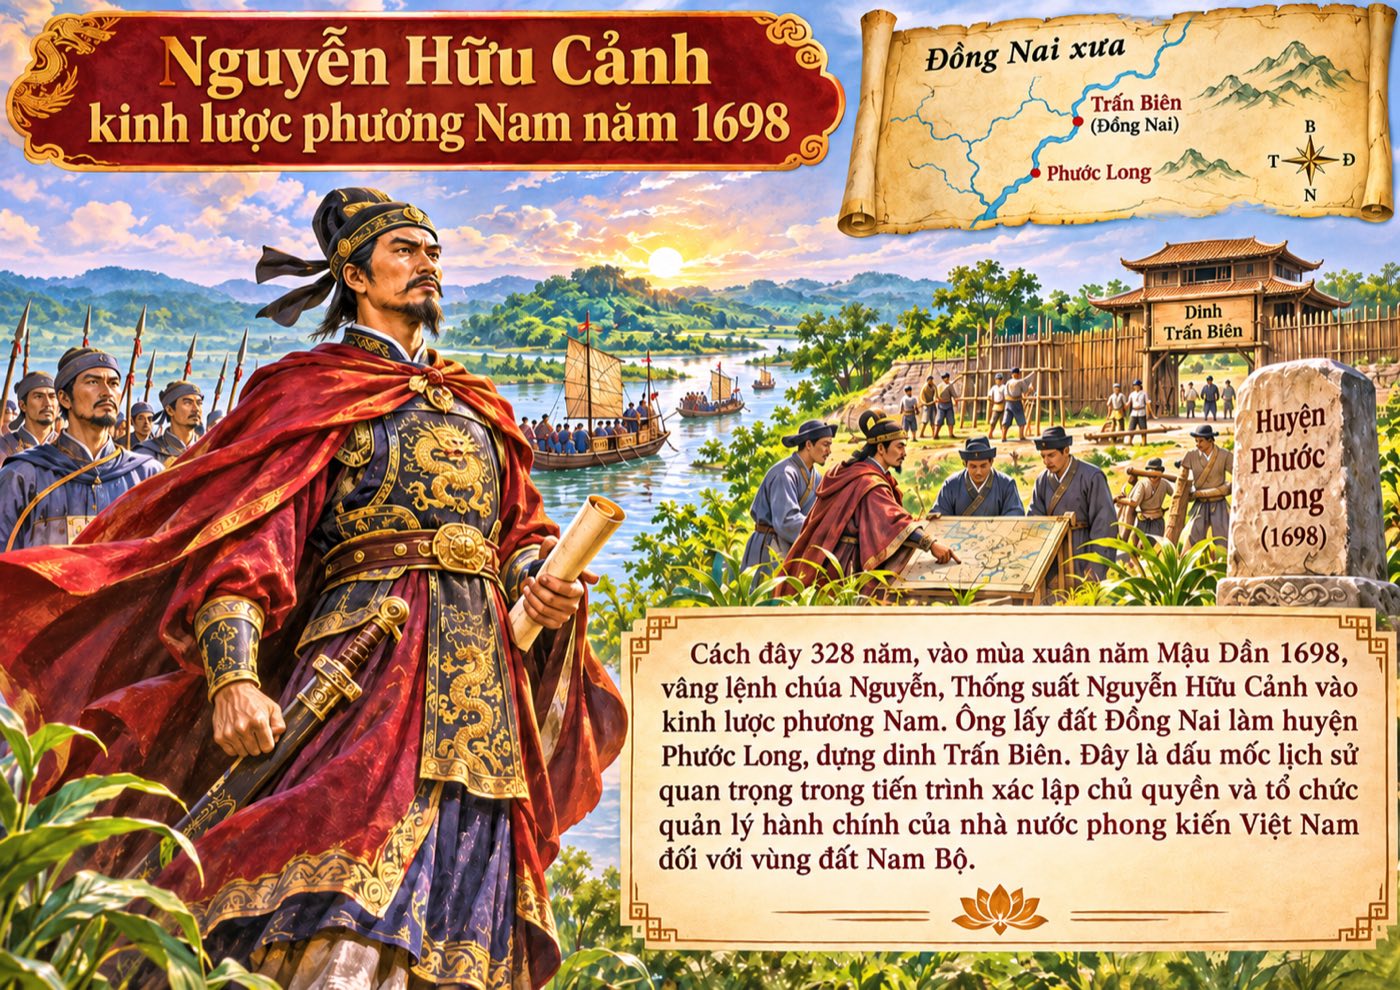 Nguyễn Hữu Cảnh
kinh lược phương Nam năm 1698
Đồng Nai xưa
Trấn Biên
(Đồng Nai)
Phước Long
B
T
Đ
N
Dinh
Trấn Biên
Huyện
Phước
Long
(1698)
Cách đây 328 năm, vào mùa xuân năm Mậu Dần 1698,
vâng lệnh chúa Nguyễn, Thống suất Nguyễn Hữu Cảnh vào
kinh lược phương Nam. Ông lấy đất Đồng Nai làm huyện
Phước Long, dựng dinh Trấn Biên. Đây là dấu mốc lịch sử
quan trọng trong tiến trình xác lập chủ quyền và tổ chức
quản lý hành chính của nhà nước phong kiến Việt Nam
đối với vùng đất Nam Bộ.